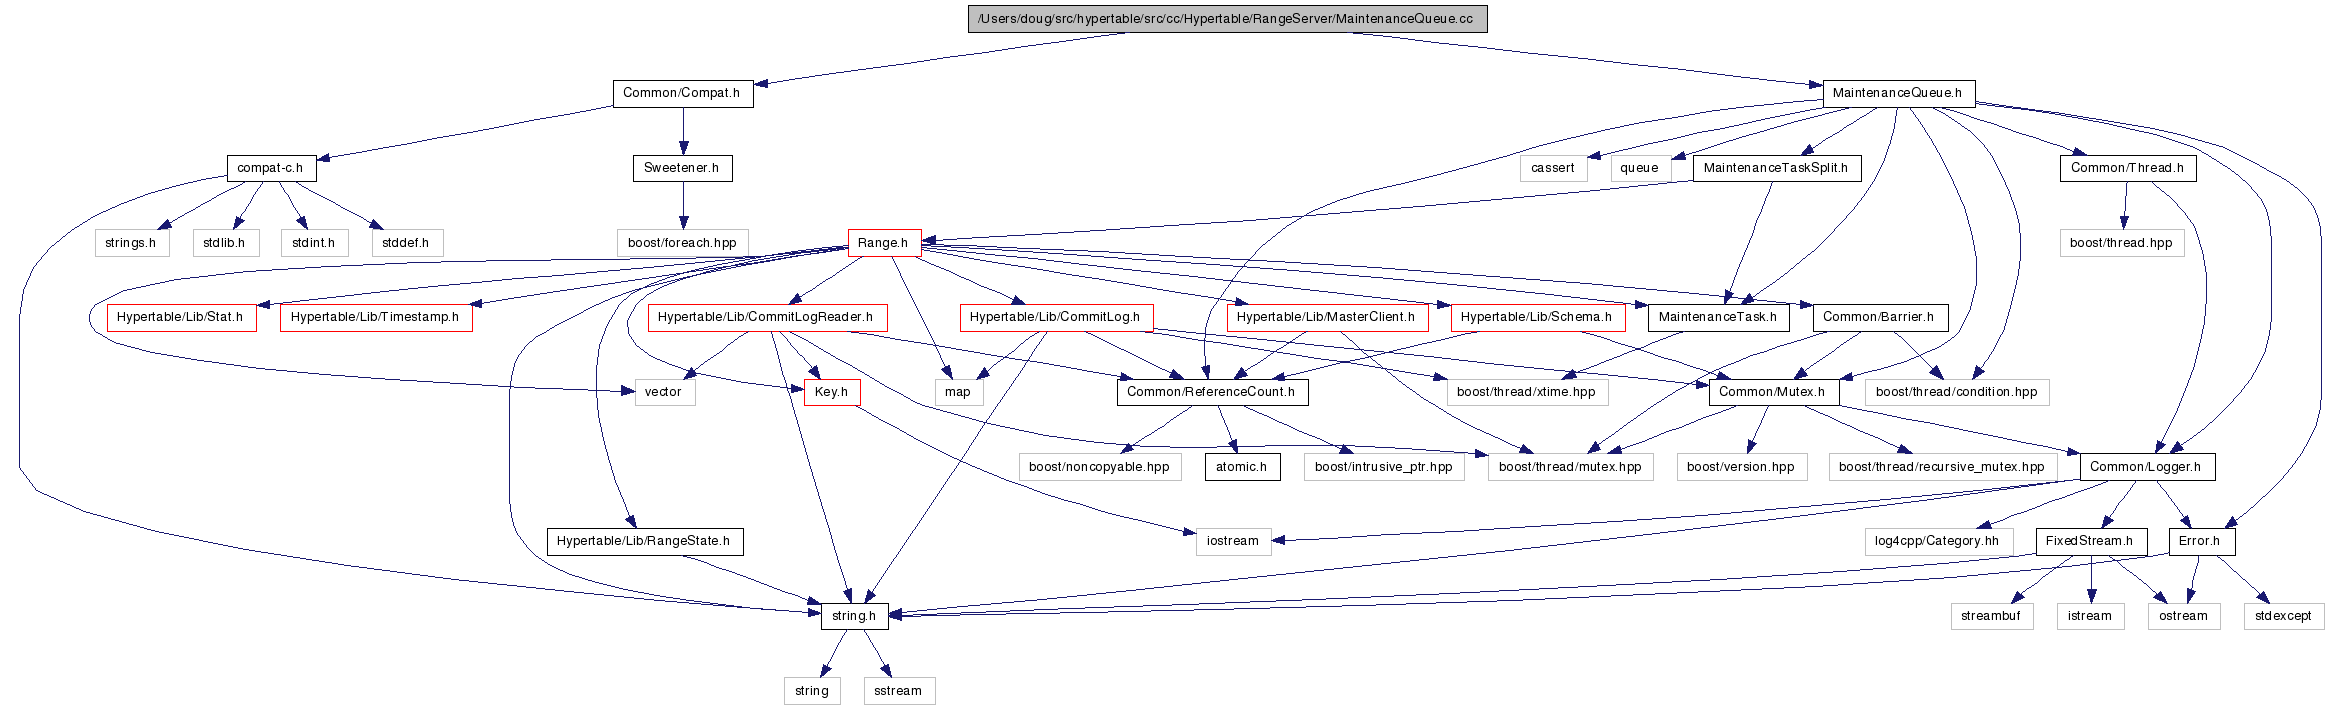 /Users/doug/src/hypertable/src/cc/Hypertable/RangeServer/MaintenanceQueue.cc
Common/Compat.h
MaintenanceQueue.h
compat-c.h
Sweetener.h
cassert
queue
MaintenanceTaskSplit.h
Common/Thread.h
strings.h
stdlib.h
stdint.h
stddef.h
boost/foreach.hpp
Range.h
boost/thread.hpp
Hypertable/Lib/Stat.h
Hypertable/Lib/Timestamp.h
Hypertable/Lib/CommitLogReader.h
Hypertable/Lib/CommitLog.h
Hypertable/Lib/MasterClient.h
Hypertable/Lib/Schema.h
MaintenanceTask.h
Common/Barrier.h
vector
Key.h
map
Common/ReferenceCount.h
boost/thread/xtime.hpp
Common/Mutex.h
boost/thread/condition.hpp
boost/noncopyable.hpp
atomic.h
boost/intrusive_ptr.hpp
boost/thread/mutex.hpp
boost/version.hpp
boost/thread/recursive_mutex.hpp
Common/Logger.h
Hypertable/Lib/RangeState.h
iostream
log4cpp/Category.hh
FixedStream.h
Error.h
string.h
streambuf
istream
ostream
stdexcept
string
sstream